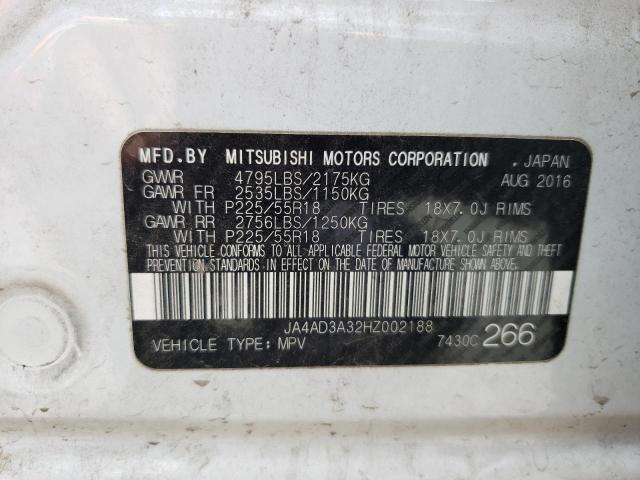 MFD.BY MITSUBISHI MOTORS CORPORATION . JAPAN
GVWR 4795LBS/2175KG AUG 2016
GAWR FR 2535LBS/1150KG
WITH P225/55R18 TIRES 18X7.0J RIMS
GAWR RR 2756LBS/1250KG
WITH P225/55R18 TIRES 18X7.0J RIMS
THIS VEHICLE CONFORMS TO ALL APPLICABLE FEDERAL MOTOR VEHICLE SAFETY AND THEFT
PREVENTION STANDARDS IN EFFECT ON THE DATE OF MANUFACTURE SHOWN ABOVE.
JA4AD3A32HZ002188
VEHICLE TYPE:MPV 7430C 266